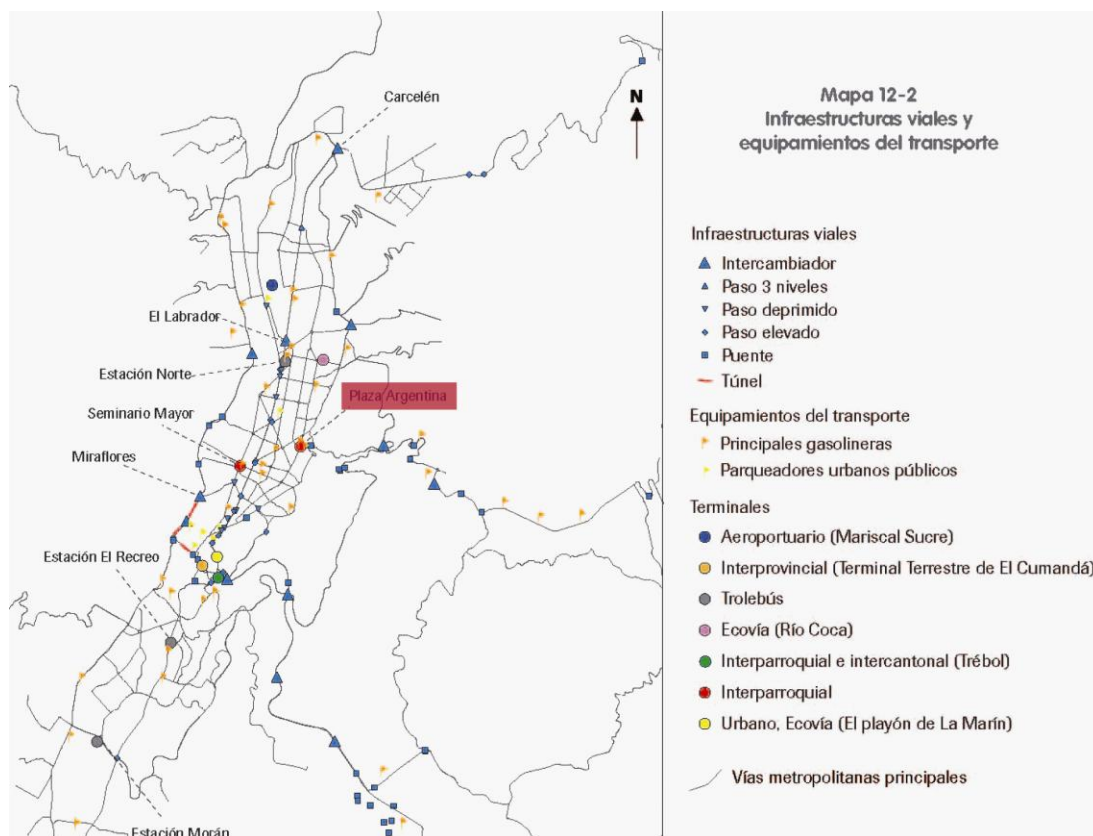 Carcelén
N
El Labrador
Estación Norte
Plaza Argentina
Seminario Mayor
Miraflores
Estación El Recreo
Estación Morán
Mapa 12-2
Infraestructuras viales y
equipamientos del transporte
Infraestructuras viales
Intercambiador
Paso 3 niveles
Paso deprimido
Paso elevado
Puente
Túnel
Equipamientos del transporte
Principales gasolineras
Parqueadores urbanos públicos
Terminales
Aeroportuario (Mariscal Sucre)
Interprovincial (Terminal Terrestre de El Cumandá)
Trolebús
Ecovía (Río Coca)
Interparroquial e intercantonal (Trébol)
Interparroquial
Urbano, Ecovía (El playón de La Marín)
Vías metropolitanas principales